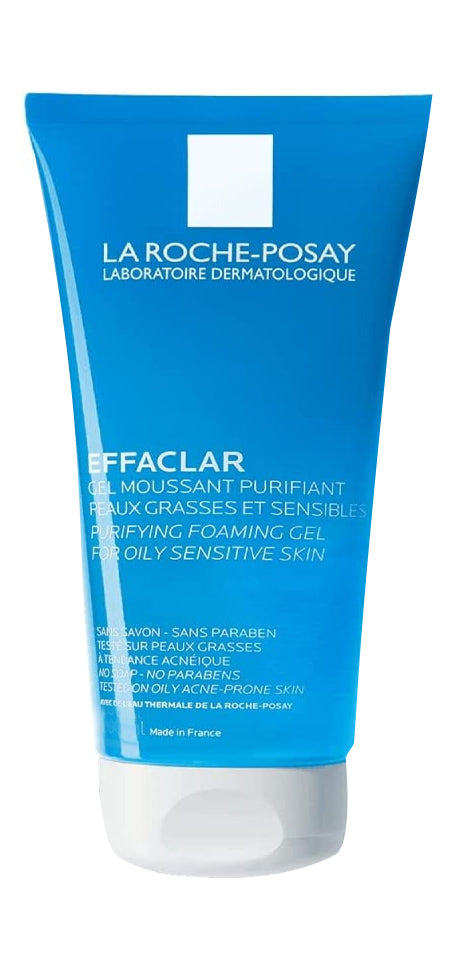 LA ROCHE-POSAY
LABORATOIRE DERMATOLOGIQUE
EFFACLAR
GEL MOUSSANT PURIFIANT
PEAUX GRASSES ET SENSIBLES
PURIFYING FOAMING GEL
FOR OILY SENSITIVE SKIN
SANS SAVON - SANS PARABEN
TESTÉ SUR PEAUX GRASSES
À TENDANCE ACNÉIQUE
NO SOAP - NO PARABENS
TESTED ON OILY ACNE-PRONE SKIN
AVEC DE L'EAU THERMALE DE LA ROCHE-POSAY
Made in France